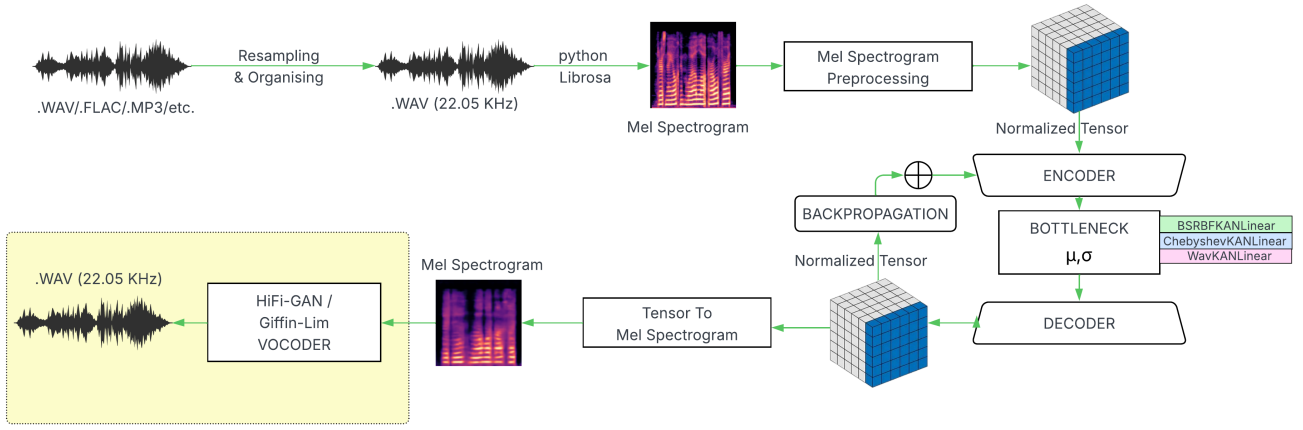 Resampling
& Organising
.WAV/.FLAC/.MP3/etc.
.WAV (22.05 KHz)
python
Librosa
Mel Spectrogram
Mel Spectrogram
Preprocessing
Normalized Tensor
ENCODER
BACKPROPAGATION
BOTTLENECK
μ,σ
BSRBFKANLinear
ChebyshevKANLinear
WavKANLinear
DECODER
Normalized Tensor
Tensor To
Mel Spectrogram
Mel Spectrogram
HiFi-GAN /
Giffin-Lim
VOCODER
.WAV (22.05 KHz)